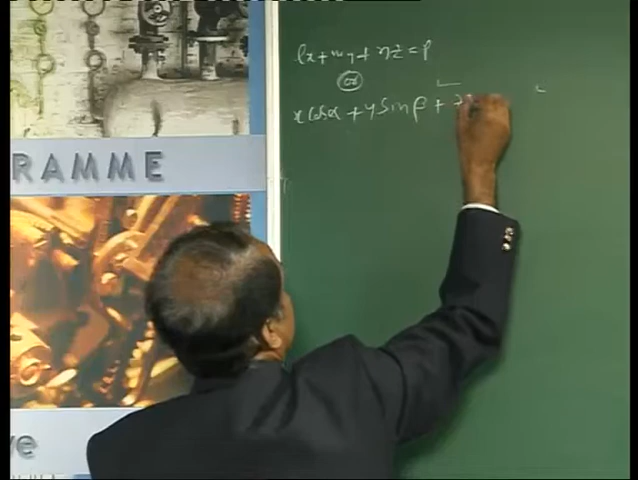 RAMME
lx + my + nz = p
or
x cos α + y sin β + z
ve